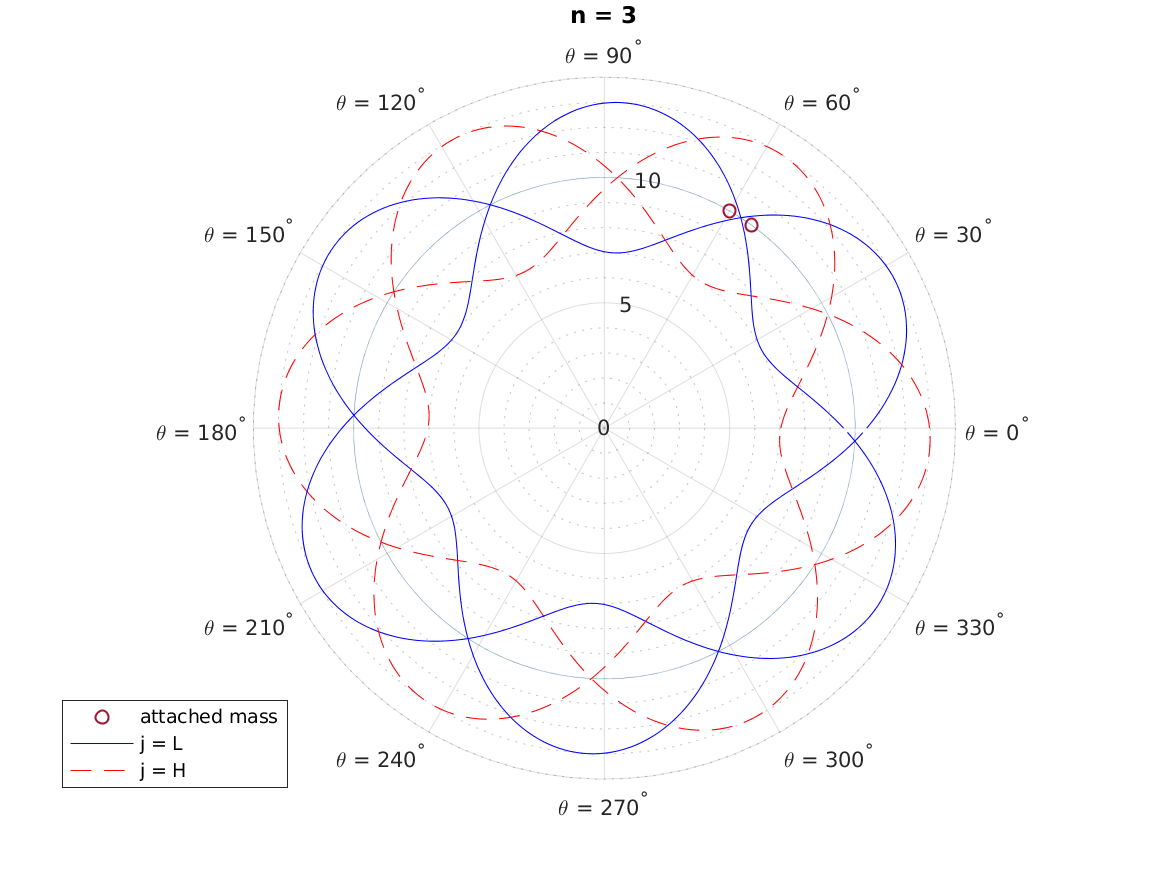 n = 3
θ = 90°
θ = 120°
θ = 60°
10
θ = 150°
θ = 30°
5
θ = 180°
0
θ = 0°
θ = 210°
θ = 330°
attached mass
j = L
j = H
θ = 240°
θ = 300°
θ = 270°